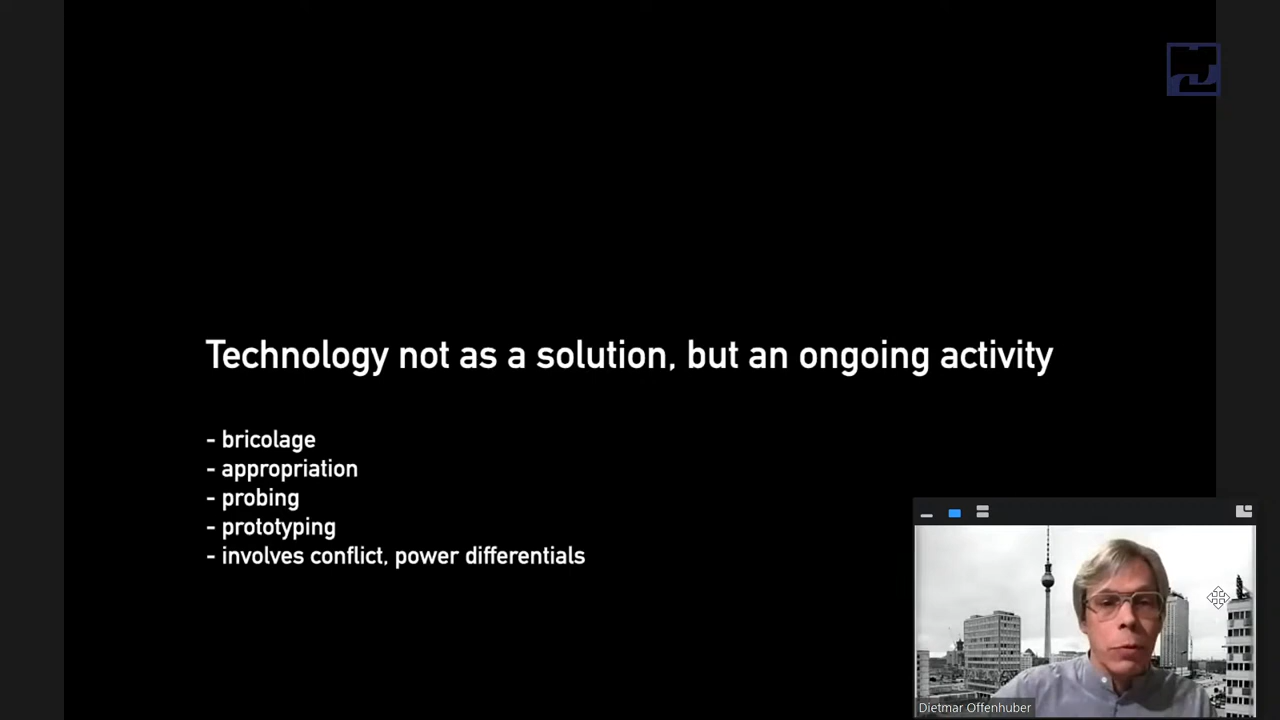 Technology not as a solution, but an ongoing activity
- bricolage
- appropriation
- probing
- prototyping
- involves conflict, power differentials
Dietmar Offenhuber